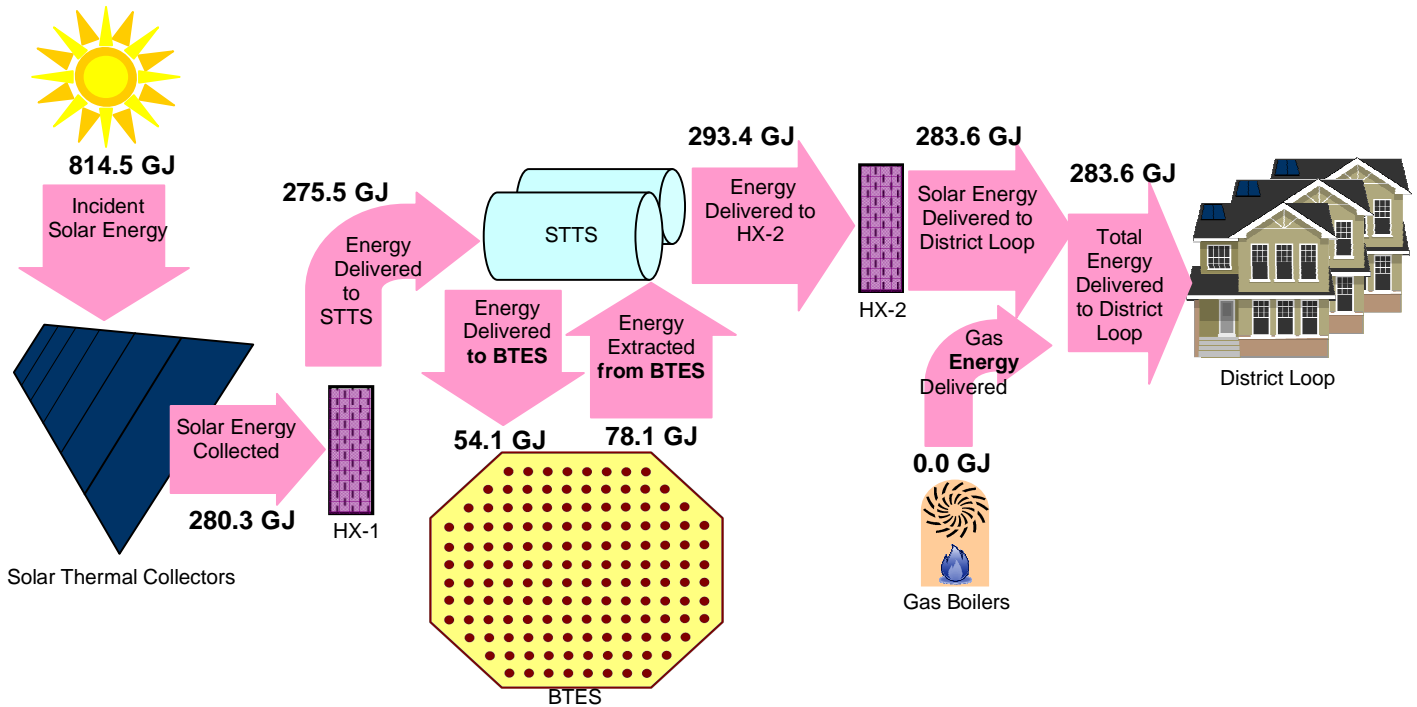 814.5 GJ
Incident
Solar Energy
275.5 GJ
Energy
Delivered
to
STTS
STTS
293.4 GJ
Energy
Delivered to
HX-2
HX-2
283.6 GJ
Solar Energy
Delivered to
District Loop
283.6 GJ
Total
Energy
Delivered
to District
Loop
District Loop
Energy
Delivered
to BTES
Energy
Extracted
from BTES
Gas
Energy
Delivered
Solar Energy
Collected
280.3 GJ
HX-1
54.1 GJ
78.1 GJ
0.0 GJ
Solar Thermal Collectors
Gas Boilers
BTES